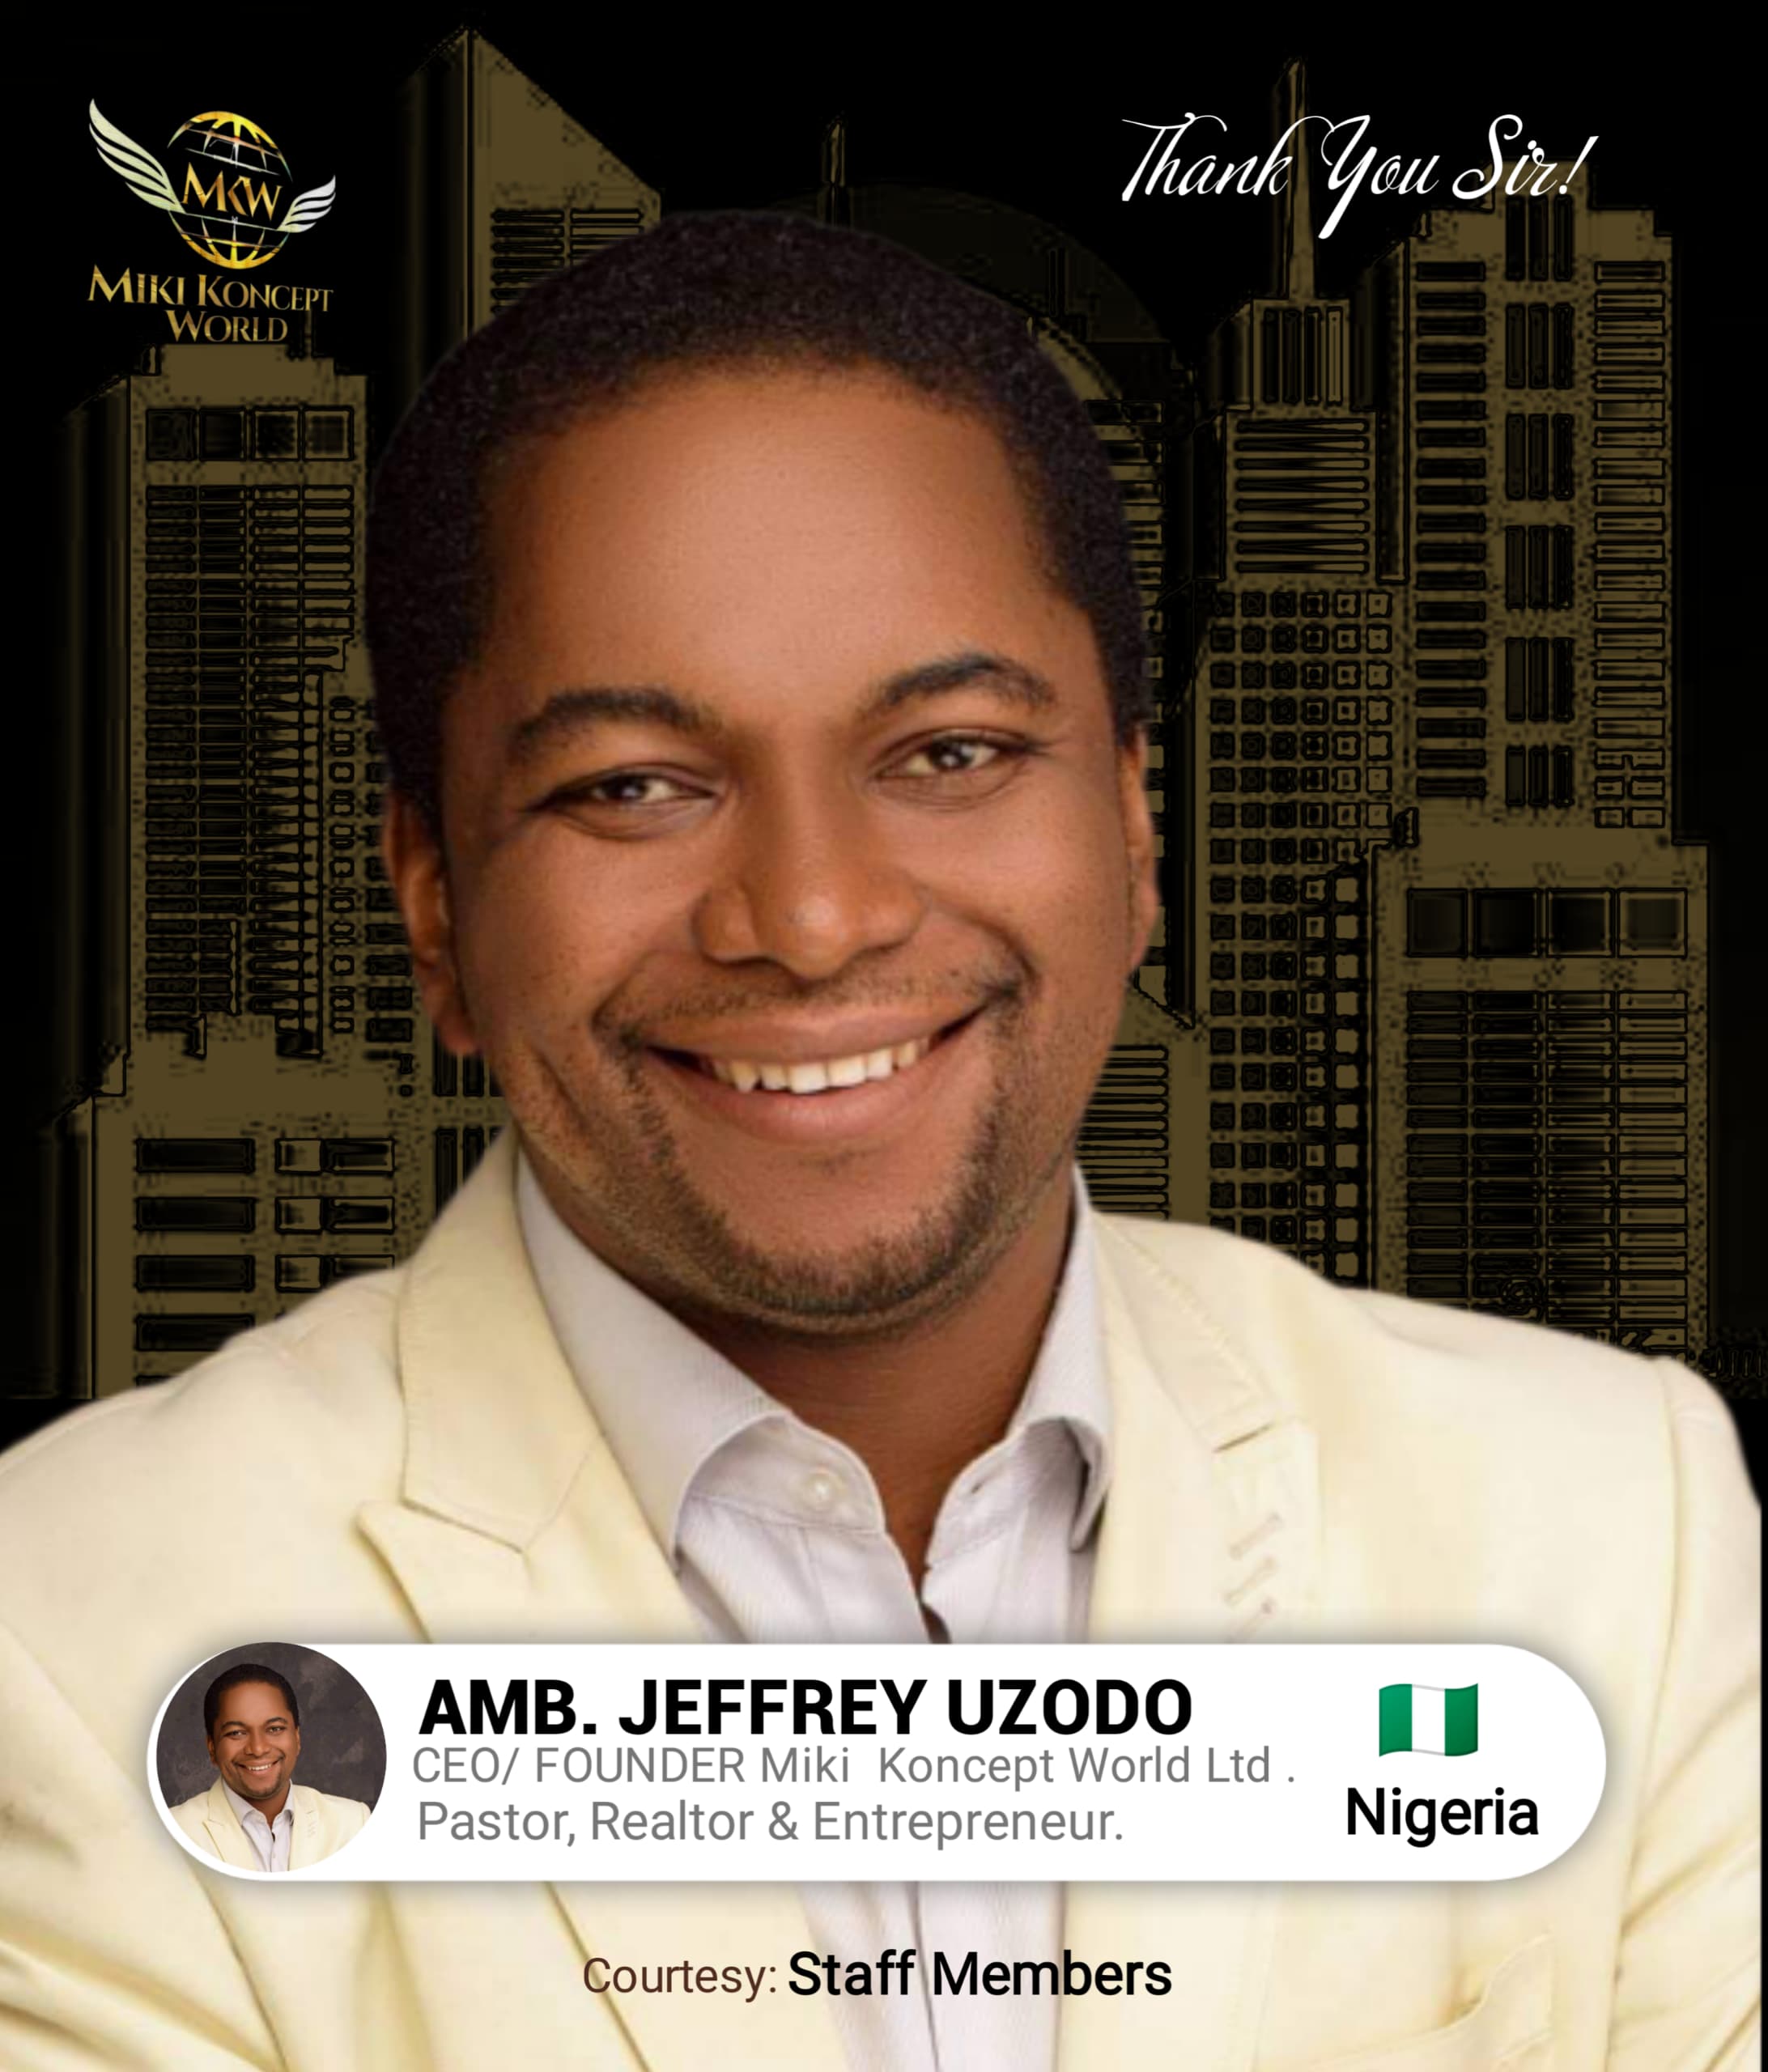 MKW
MIKI KONCEPT
WORLD
Thank You Sir!
AMB. JEFFREY UZODO
CEO/ FOUNDER Miki Koncept World Ltd .
Pastor, Realtor & Entrepreneur.
Nigeria
Courtesy: Staff Members